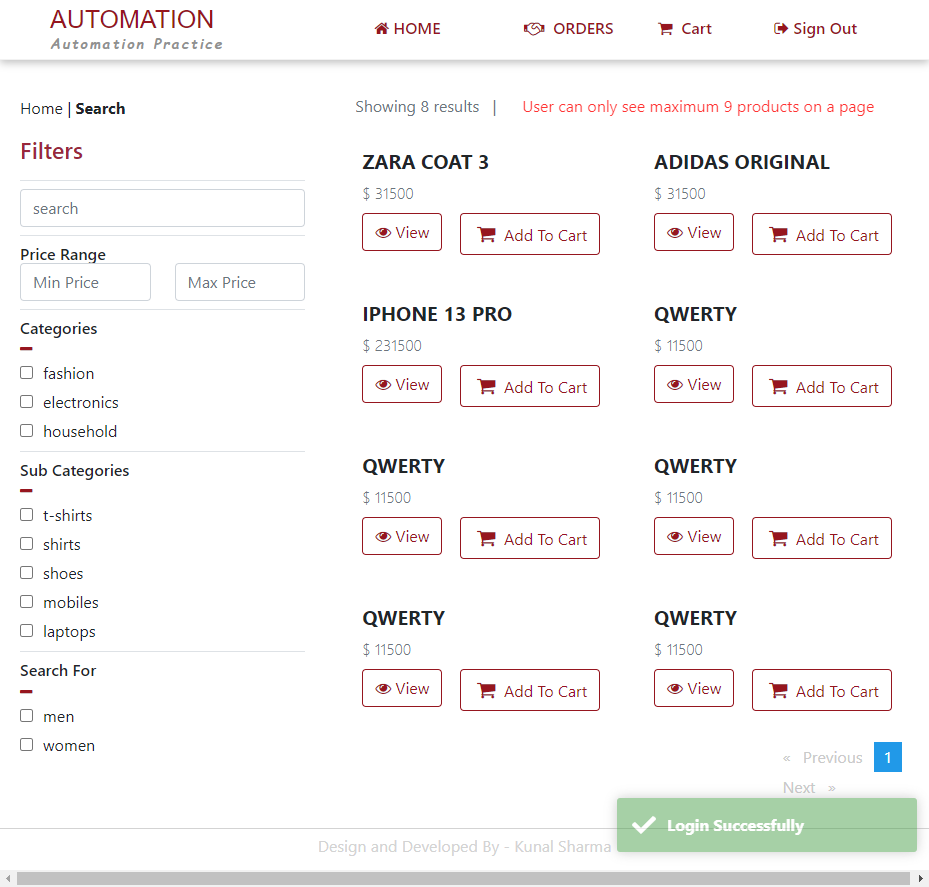 AUTOMATION
Automation Practice
HOME
ORDERS
Cart
Sign Out
Home | Search
Showing 8 results |
User can only see maximum 9 products on a page
Filters
search
Price Range
Min Price
Max Price
Categories
fashion
electronics
household
Sub Categories
t-shirts
shirts
shoes
mobiles
laptops
Search For
men
women
ZARA COAT 3
$ 31500
View
Add To Cart
ADIDAS ORIGINAL
$ 31500
View
Add To Cart
IPHONE 13 PRO
$ 231500
View
Add To Cart
QWERTY
$ 11500
View
Add To Cart
QWERTY
$ 11500
View
Add To Cart
QWERTY
$ 11500
View
Add To Cart
QWERTY
$ 11500
View
Add To Cart
QWERTY
$ 11500
View
Add To Cart
« Previous 1
Next »
Login Successfully
Design and Developed By - Kunal Sharma